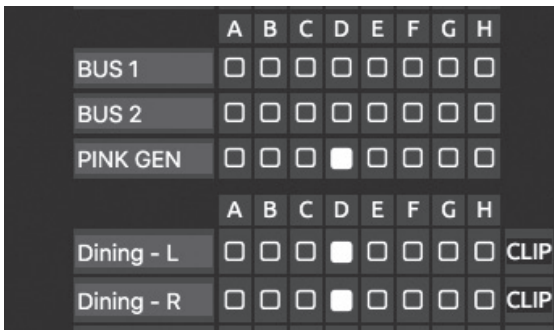 A B C D E F G H
BUS 1
BUS 2
PINK GEN
A B C D E F G H
Dining - L CLIP
Dining - R CLIP